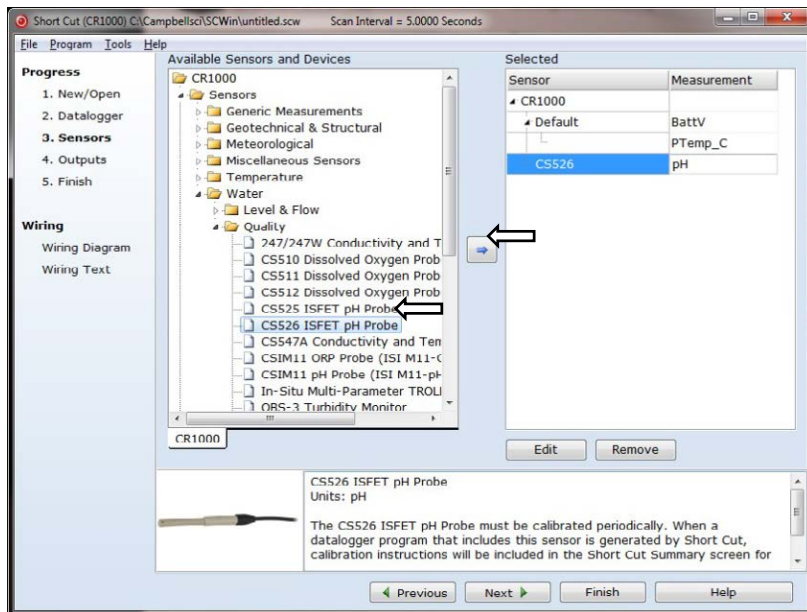 Short Cut (CR1000) C:\Campbellsci\SCWin\untitled.scw Scan Interval = 5.0000 Seconds
File Program Tools Help
Progress
1. New/Open
2. Datalogger
3. Sensors
4. Outputs
5. Finish
Wiring
Wiring Diagram
Wiring Text
Available Sensors and Devices
CR1000
Sensors
Generic Measurements
Geotechnical & Structural
Meteorological
Miscellaneous Sensors
Temperature
Water
Level & Flow
Quality
247/247W Conductivity and T
CS510 Dissolved Oxygen Prob
CS511 Dissolved Oxygen Prob
CS512 Dissolved Oxygen Prob
CS525 ISFET pH Probe
CS526 ISFET pH Probe
CS547A Conductivity and Tem
CSIM11 ORP Probe (ISI M11-O
CSIM11 pH Probe (ISI M11-pH
In-Situ Multi-Parameter TROLL
OBS-3 Turbidity Monitor
CR1000
Selected
Sensor Measurement
CR1000
Default BattV
PTemp_C
CS526 pH
Edit Remove
CS526 ISFET pH Probe
Units: pH
The CS526 ISFET pH Probe must be calibrated periodically. When a
datalogger program that includes this sensor is generated by Short Cut,
calibration instructions will be included in the Short Cut Summary screen for
Previous Next Finish Help